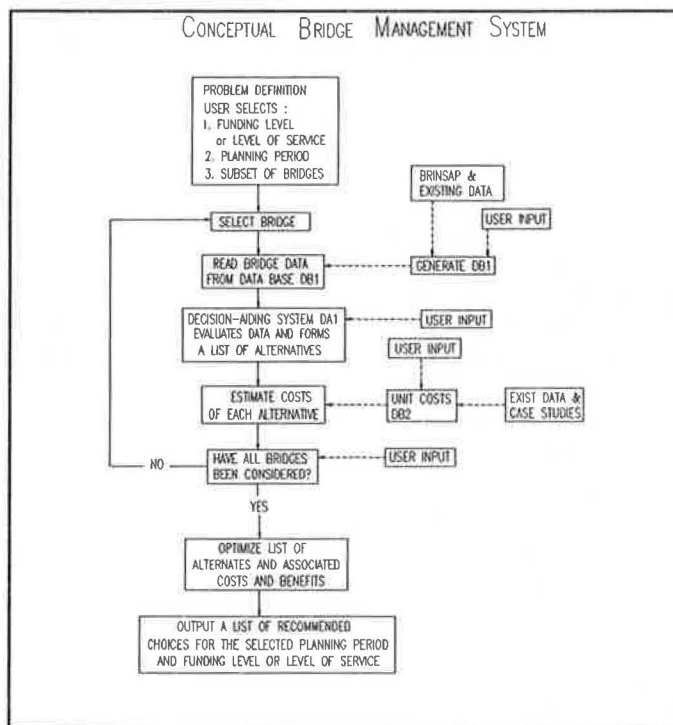 CONCEPTUAL BRIDGE MANAGEMENT SYSTEM
PROBLEM DEFINITION
USER SELECTS :
1. FUNDING LEVEL
or LEVEL OF SERVICE
2. PLANNING PERIOD
3. SUBSET OF BRIDGES
BRINSAP &
EXISTING DATA
USER INPUT
SELECT BRIDGE
READ BRIDGE DATA
FROM DATA BASE DB1
GENERATE DB1
DECISION-AIDING SYSTEM DA1
EVALUATES DATA AND FORMS
A LIST OF ALTERNATIVES
USER INPUT
USER INPUT
ESTIMATE COSTS
OF EACH ALTERNATIVE
UNIT COSTS
DB2
EXIST DATA &
CASE STUDIES
NO
HAVE ALL BRIDGES
BEEN CONSIDERED?
USER INPUT
YES
OPTIMIZE LIST OF
ALTERNATES AND ASSOCIATED
COSTS AND BENEFITS
OUTPUT A LIST OF RECOMMENDED
CHOICES FOR THE SELECTED PLANNING PERIOD
AND FUNDING LEVEL OR LEVEL OF SERVICE